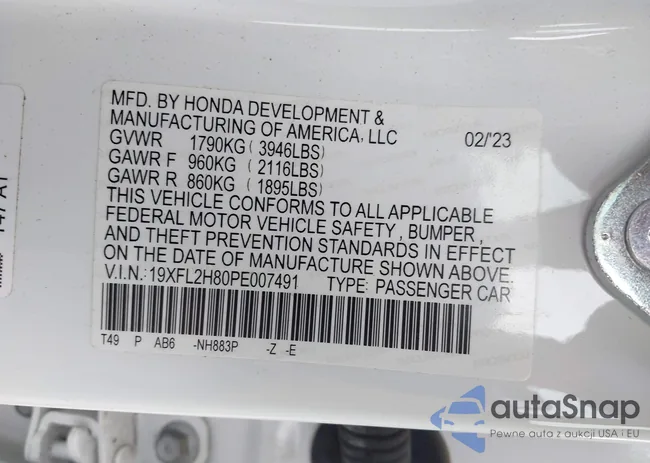 MFD. BY HONDA DEVELOPMENT &
MANUFACTURING OF AMERICA, LLC 02/'23
GVWR 1790KG ( 3946LBS)
GAWR F 960KG ( 2116LBS)
GAWR R 860KG ( 1895LBS)
THIS VEHICLE CONFORMS TO ALL APPLICABLE
FEDERAL MOTOR VEHICLE SAFETY, BUMPER,
AND THEFT PREVENTION STANDARDS IN EFFECT
ON THE DATE OF MANUFACTURE SHOWN ABOVE.
V.I.N.:19XFL2H80PE007491 TYPE: PASSENGER CAR
T49 P AB6 -NH883P -Z -E
autaSnap
Pewne auta z aukcji USA i EU